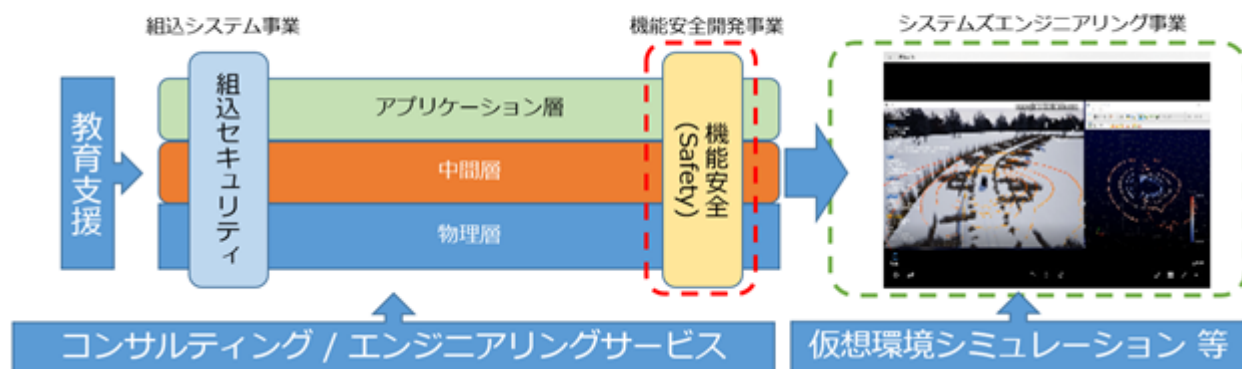 組込システム事業
機能安全開発事業
システムズエンジニアリング事業
教育支援
組込セキュリティ
アプリケーション層
中間層
物理層
機能安全
(Safety)
コンサルティング / エンジニアリングサービス
仮想環境シミュレーション 等